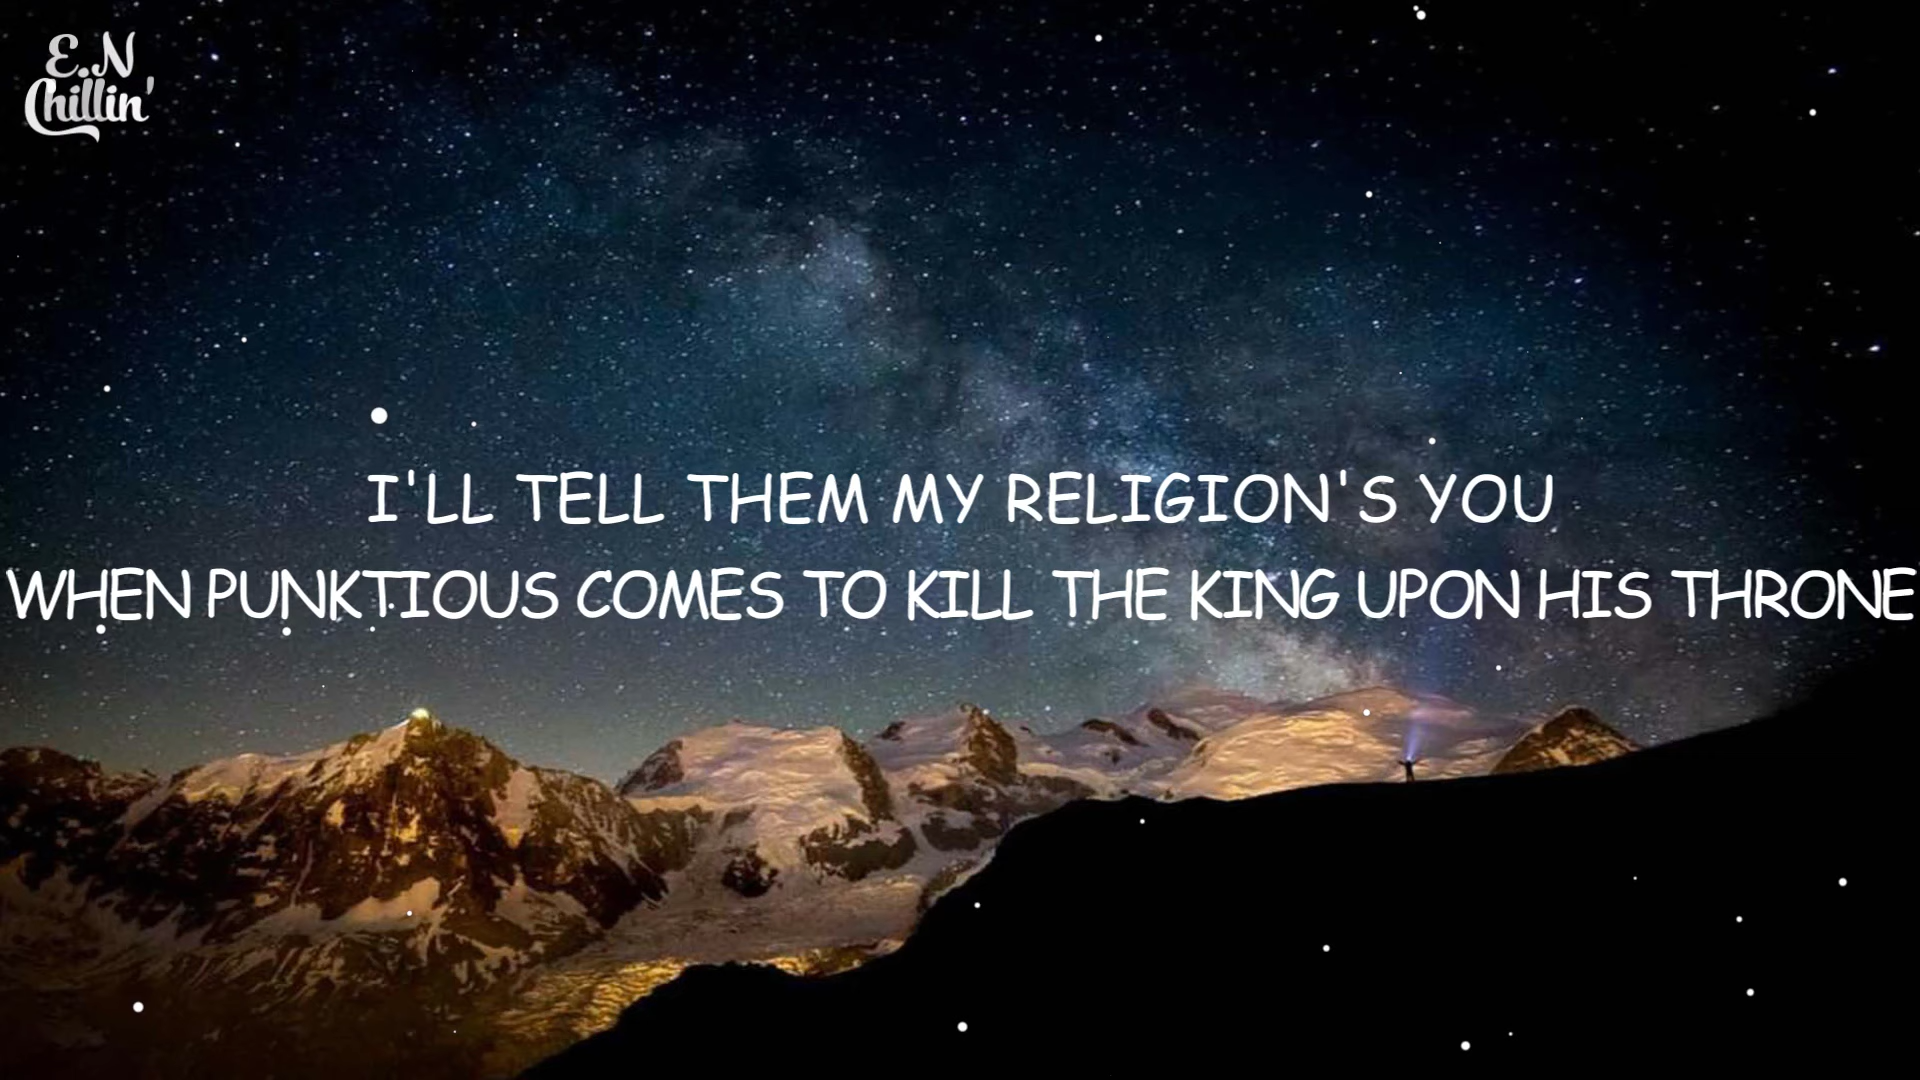 E.N
Chillin'
I'LL TELL THEM MY RELIGION'S YOU
WHEN PUNKTIOUS COMES TO KILL THE KING UPON HIS THRONE